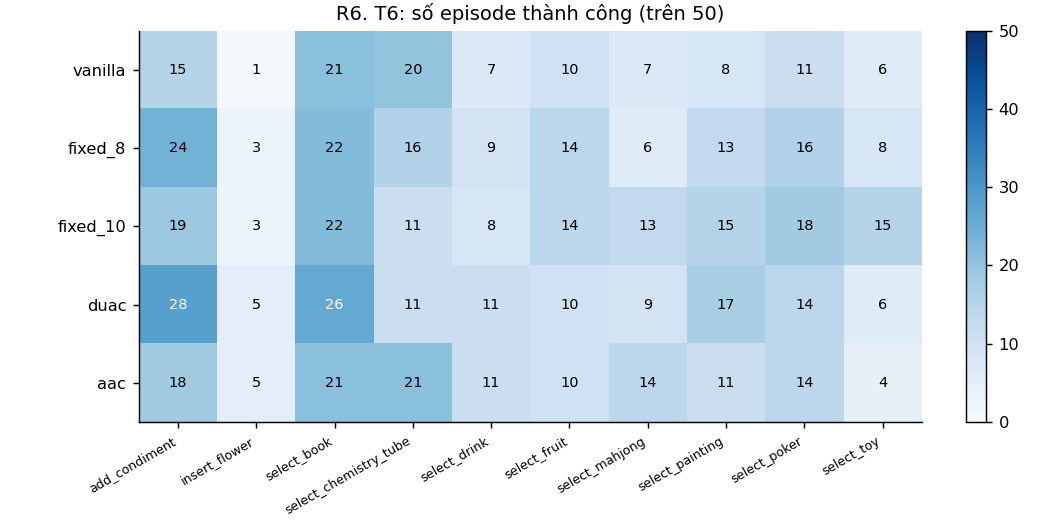 R6. T6: số episode thành công (trên 50)
vanilla 15 1 21 20 7 10 7 8 11 6
fixed_8 24 3 22 16 9 14 6 13 16 8
fixed_10 19 3 22 11 8 14 13 15 18 15
duac 28 5 26 11 11 10 9 17 14 6
aac 18 5 21 21 11 10 14 11 14 4
add_condiment insert_flower select_book select_chemistry_tube select_drink select_fruit select_mahjong select_painting select_poker select_toy
50
40
30
20
10
0